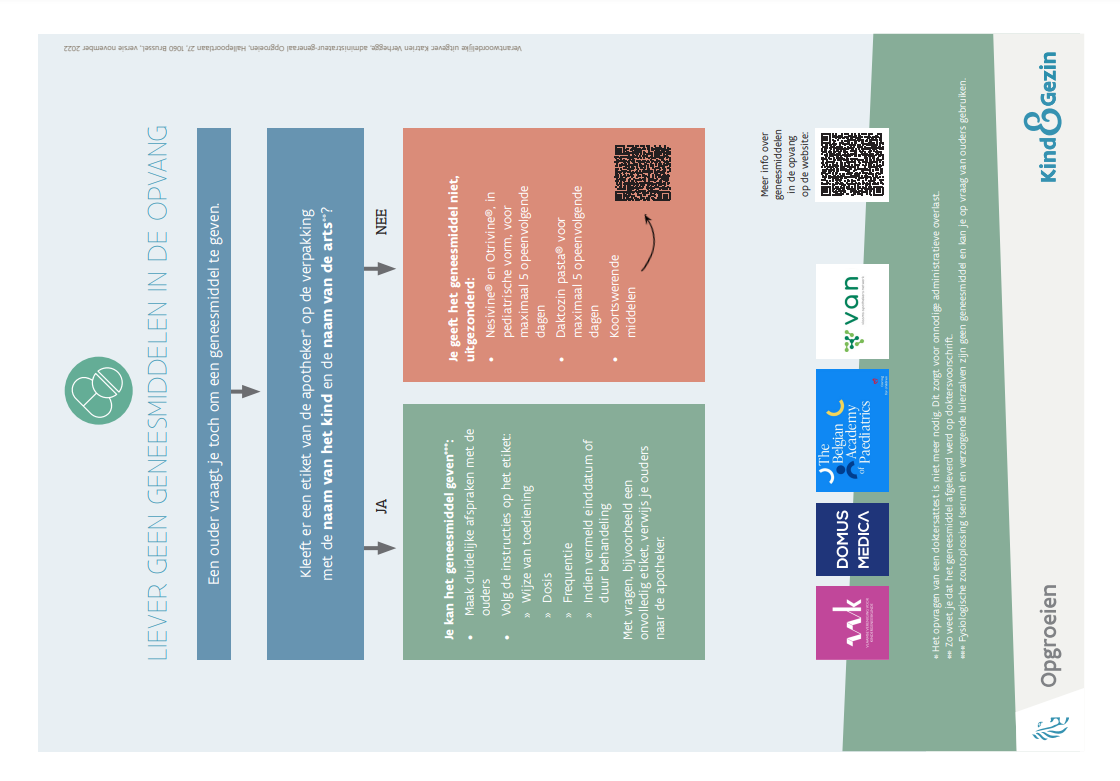 LIEVER GEEN GENEESMIDDELEN IN DE OPVANG
Een ouder vraagt je toch om een geneesmiddel te geven.
Kleeft er een etiket van de apotheker* op de verpakking
met de naam van het kind en de naam van de arts**?
JA
NEE
Je kan het geneesmiddel geven***:
• Maak duidelijke afspraken met de
ouders
• Volg de instructies op het etiket:
» Wijze van toediening
» Dosis
» Frequentie
» Indien vermeld einddatum of
duur behandeling
Met vragen, bijvoorbeeld een
onvolledig etiket, verwijs je ouders
naar de apotheker.
Je geeft het geneesmiddel niet,
uitgezonderd:
• Nesivine® en Otrivine®, in
pediatrische vorm, voor
maximaal 5 opeenvolgende
dagen
• Daktozin pasta® voor
maximaal 5 opeenvolgende
dagen
• Koortswerende
middelen
Meer info over
geneesmiddelen
in de opvang
op de website:
vvk
DOMUS
MEDICA
The
Belgian
Academy
of Paediatrics
van
* Het opvragen van een doktersattest is niet meer nodig. Dit zorgt voor onnodige administratieve overlast.
** Zo weet je dat het geneesmiddel afgeleverd werd op doktersvoorschrift.
*** Fysiologische zoutoplossing (serum) en verzorgende luierzalven zijn geen geneesmiddel en kan je op vraag van ouders gebruiken.
Opgroeien
Kind&Gezin
Verantwoordelijke uitgever: Katrien Verhegge, administrateur-generaal Opgroeien, Hallepoortlaan 27, 1060 Brussel, versie november 2022